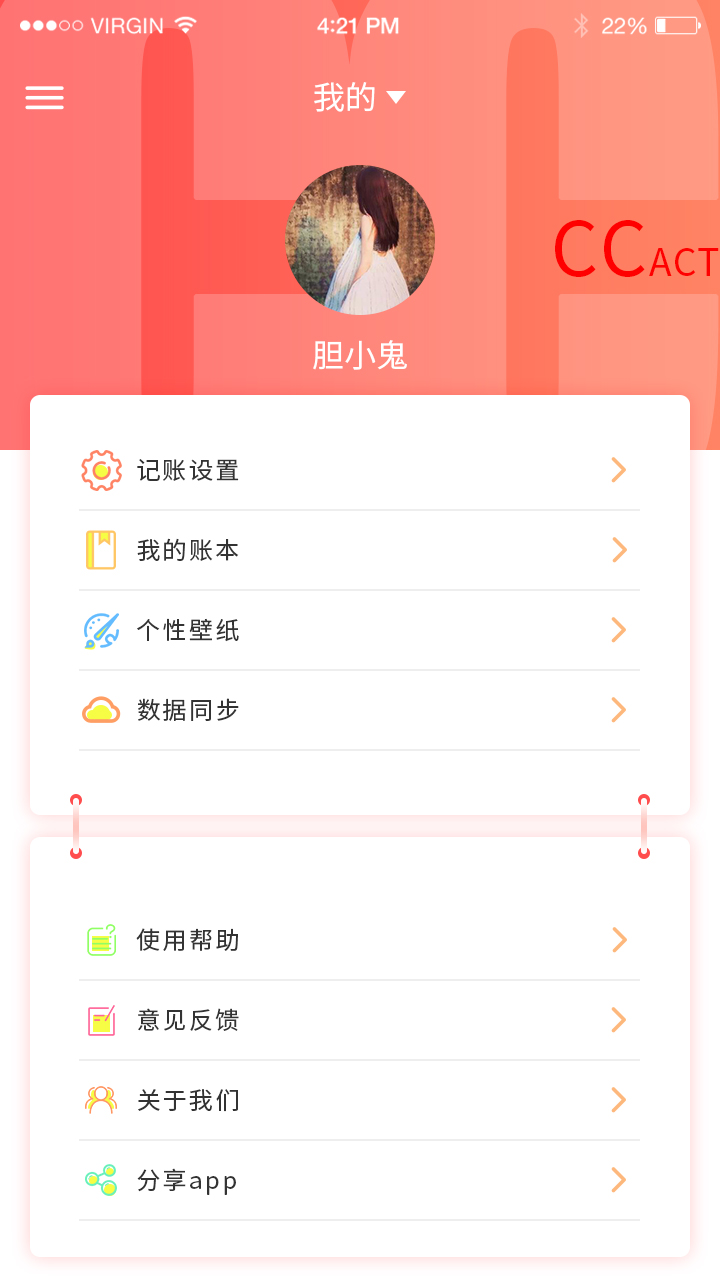 VIRGIN 4:21 PM 22%
我的
CCACT
胆小鬼
记账设置
我的账本
个性壁纸
数据同步
使用帮助
意见反馈
关于我们
分享app